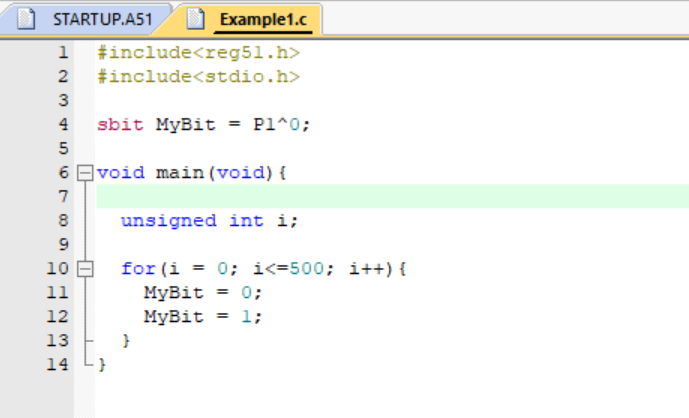 STARTUP.A51 Example1.c
1 #include<reg51.h>
2 #include<stdio.h>
3
4 sbit MyBit = P1^0;
5
6 void main(void){
7
8 unsigned int i;
9
10 for(i = 0; i<=500; i++){
11 MyBit = 0;
12 MyBit = 1;
13 }
14 }